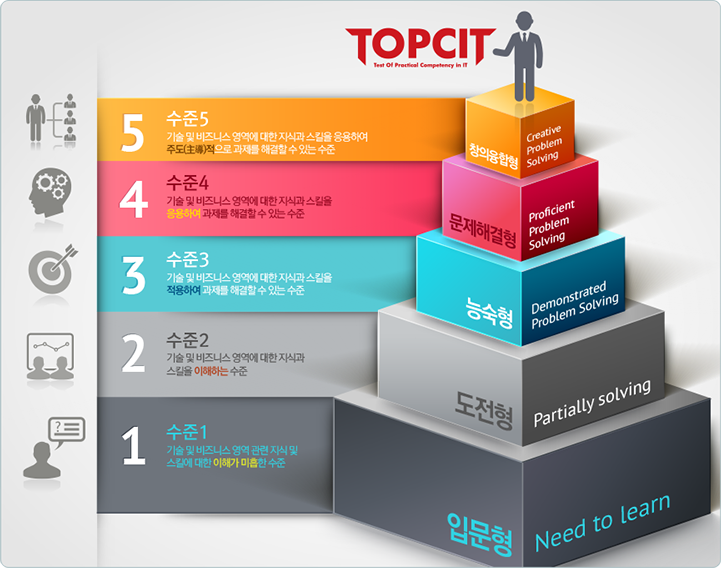 TOPCIT
Test Of Practical Competency in IT
5
수준5
기술 및 비즈니스 영역에 대한 지식과 스킬을 응용하여
주도(主導)적으로 과제를 해결할 수 있는 수준
창의융합형
Creative
Problem
Solving
4
수준4
기술 및 비즈니스 영역에 대한 지식과 스킬을
응용하여 과제를 해결할 수 있는 수준
문제해결형
Proficient
Problem
Solving
3
수준3
기술 및 비즈니스 영역에 대한 지식과 스킬을
적용하여 과제를 해결할 수 있는 수준
능숙형
Demonstrated
Problem Solving
2
수준2
기술 및 비즈니스 영역에 대한 지식과
스킬을 이해하는 수준
도전형
Partially solving
?
1
수준1
기술 및 비즈니스 영역 관련 지식 및
스킬에 대한 이해가 미흡한 수준
입문형
Need to learn